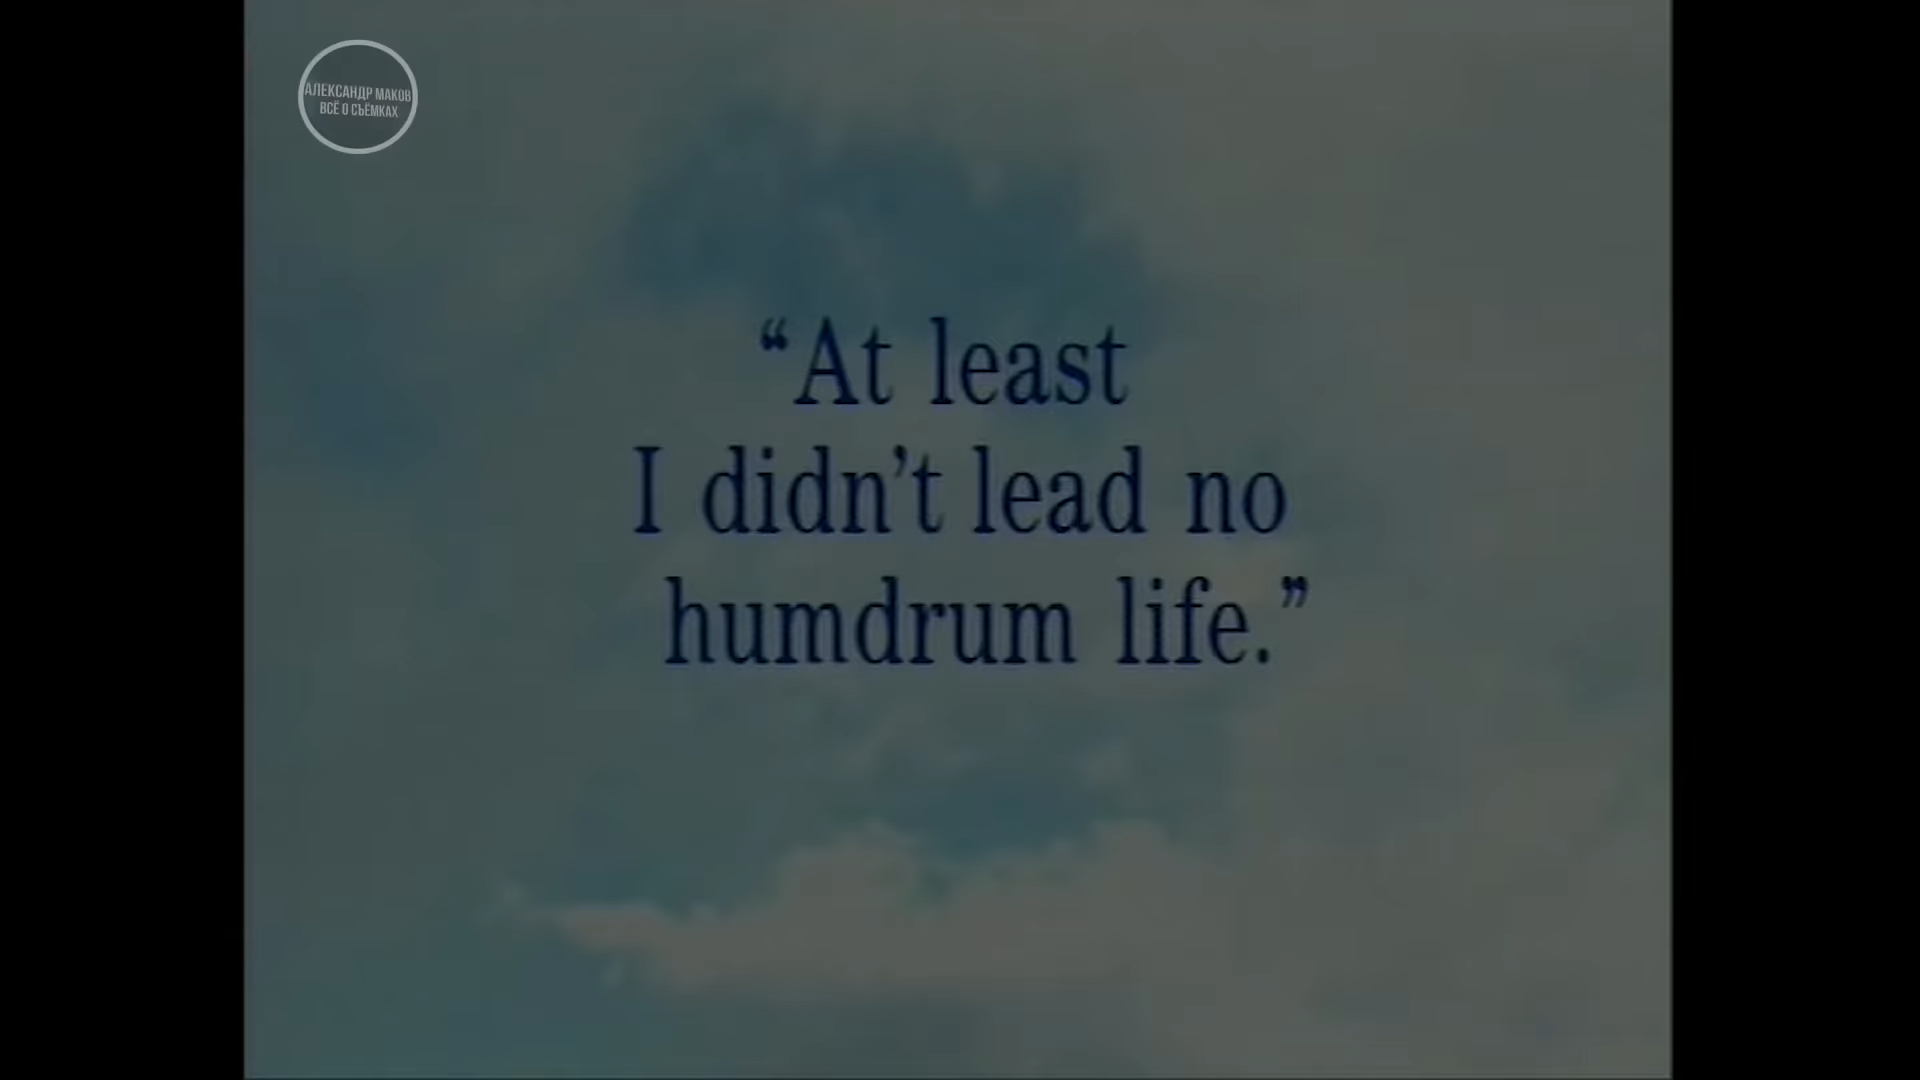 АЛЕКСАНДР МАКОВ
ВСЁ О СЪЁМКАХ
“At least
I didn’t lead no
humdrum life.”